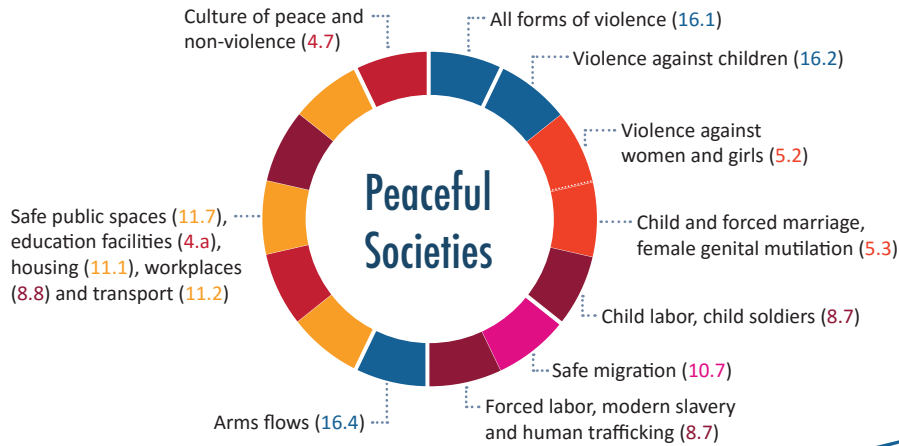 Culture of peace and
non-violence (4.7)
All forms of violence (16.1)
Violence against children (16.2)
Violence against
women and girls (5.2)
Child and forced marriage,
female genital mutilation (5.3)
Child labor, child soldiers (8.7)
Safe migration (10.7)
Forced labor, modern slavery
and human trafficking (8.7)
Arms flows (16.4)
Safe public spaces (11.7),
education facilities (4.a),
housing (11.1), workplaces
(8.8) and transport (11.2)
Peaceful
Societies